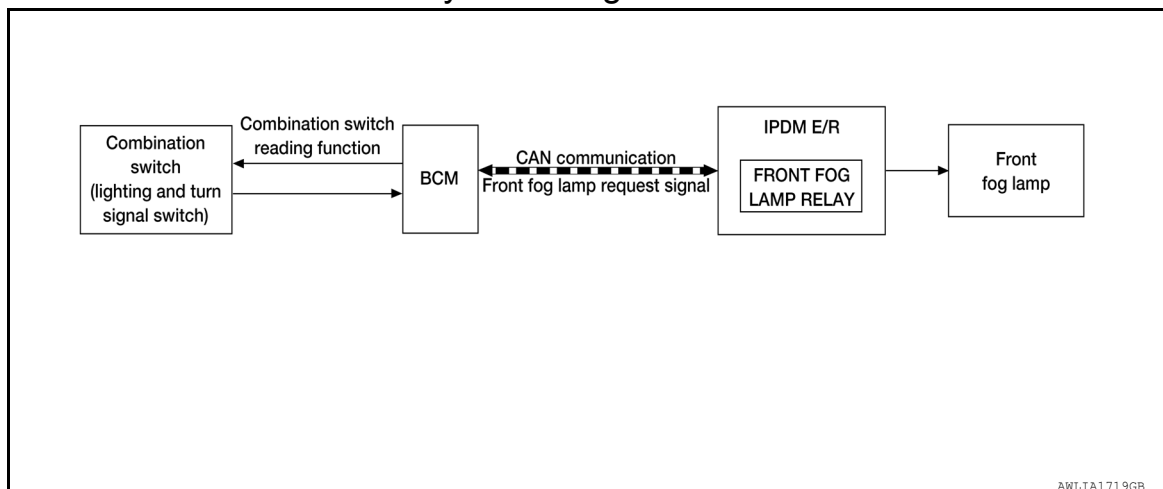 Combination
switch
(lighting and turn
signal switch)
Combination switch
reading function
BCM
CAN communication
Front fog lamp request signal
IPDM E/R
FRONT FOG
LAMP RELAY
Front
fog lamp
AWLIA1719GB